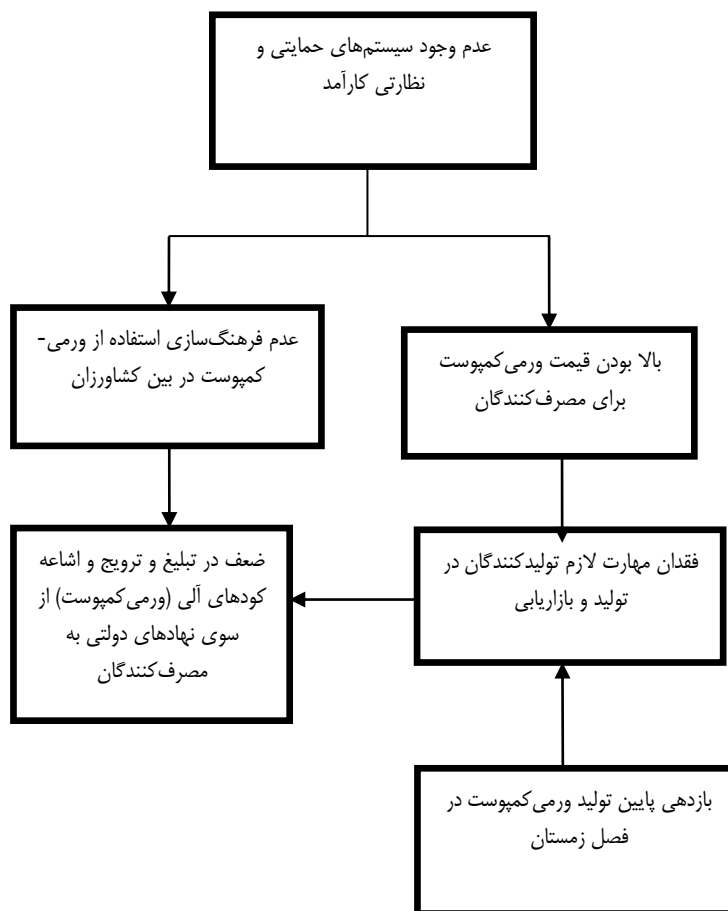 عدم وجود سیستم‌های حمایتی و
نظارتی کارآمد
بالا بودن قیمت ورمی‌کمپوست
برای مصرف‌کنندگان
عدم فرهنگ‌سازی استفاده از ورمی-
کمپوست در بین کشاورزان
فقدان مهارت لازم تولیدکنندگان در
تولید و بازاریابی
ضعف در تبلیغ و ترویج و اشاعه
کودهای آلی (ورمی‌کمپوست) از
سوی نهادهای دولتی به
مصرف‌کنندگان
بازدهی پایین تولید ورمی‌کمپوست در
فصل زمستان